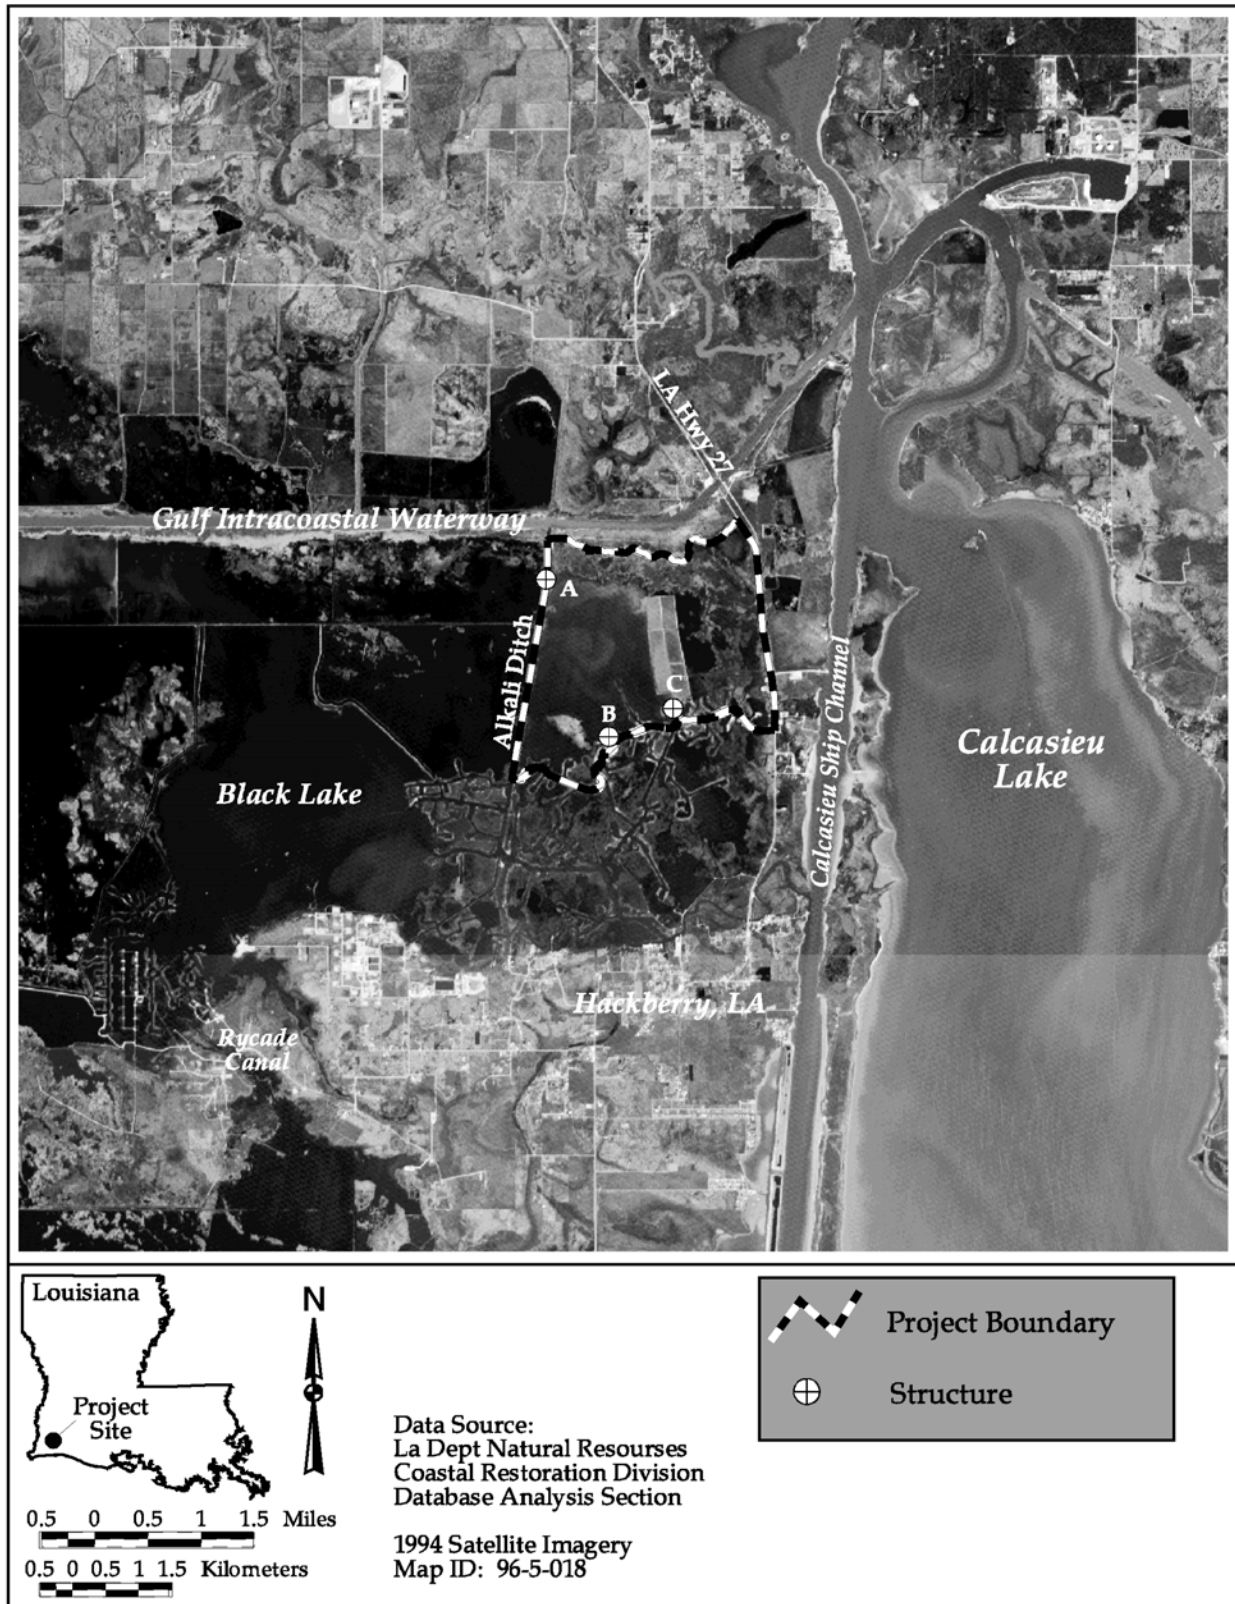 LA Hwy 27
Gulf Intracoastal Waterway
A
Alkali Ditch
C
B
Calcasieu Ship Channel
Calcasieu
Lake
Black Lake
Hackberry, LA
Rycade
Canal
Louisiana
Project
Site
N
0.5 0 0.5 1 1.5 Miles
0.5 0 0.5 1 1.5 Kilometers
Data Source:
La Dept Natural Resourses
Coastal Restoration Division
Database Analysis Section
1994 Satellite Imagery
Map ID: 96-5-018
Project Boundary
Structure